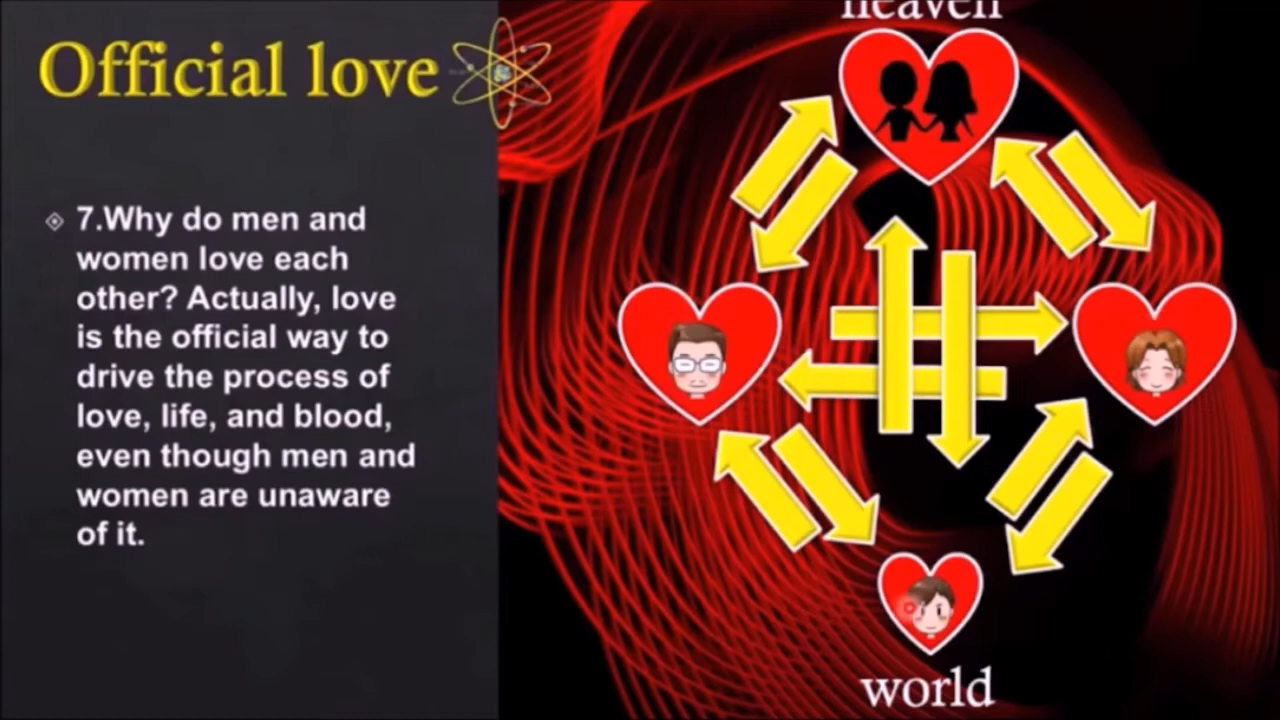 Official love
7.Why do men and
women love each
other? Actually, love
is the official way to
drive the process of
love, life, and blood,
even though men and
women are unaware
of it.
heaven
world